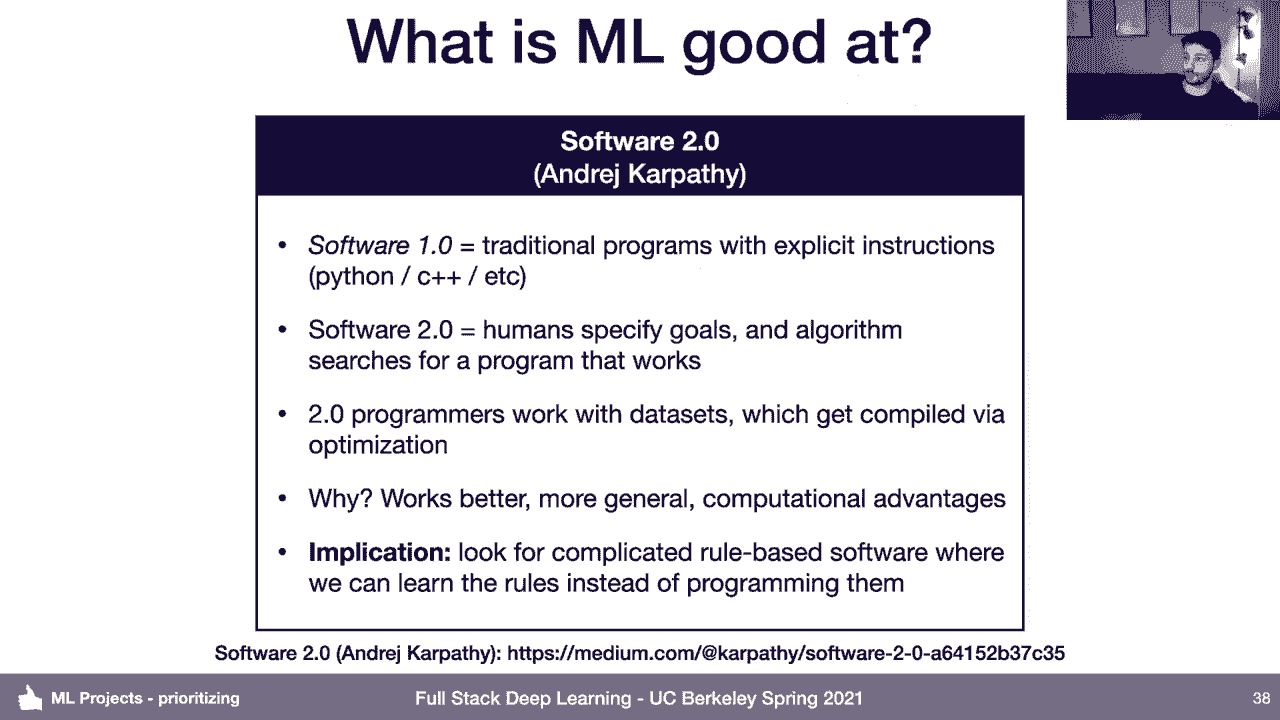 What is ML good at?
Software 2.0
(Andrej Karpathy)
• Software 1.0 = traditional programs with explicit instructions
(python / c++ / etc)
• Software 2.0 = humans specify goals, and algorithm
searches for a program that works
• 2.0 programmers work with datasets, which get compiled via
optimization
• Why? Works better, more general, computational advantages
• Implication: look for complicated rule-based software where
we can learn the rules instead of programming them
Software 2.0 (Andrej Karpathy): https://medium.com/@karpathy/software-2-0-a64152b37c35
ML Projects - prioritizing
Full Stack Deep Learning - UC Berkeley Spring 2021
38